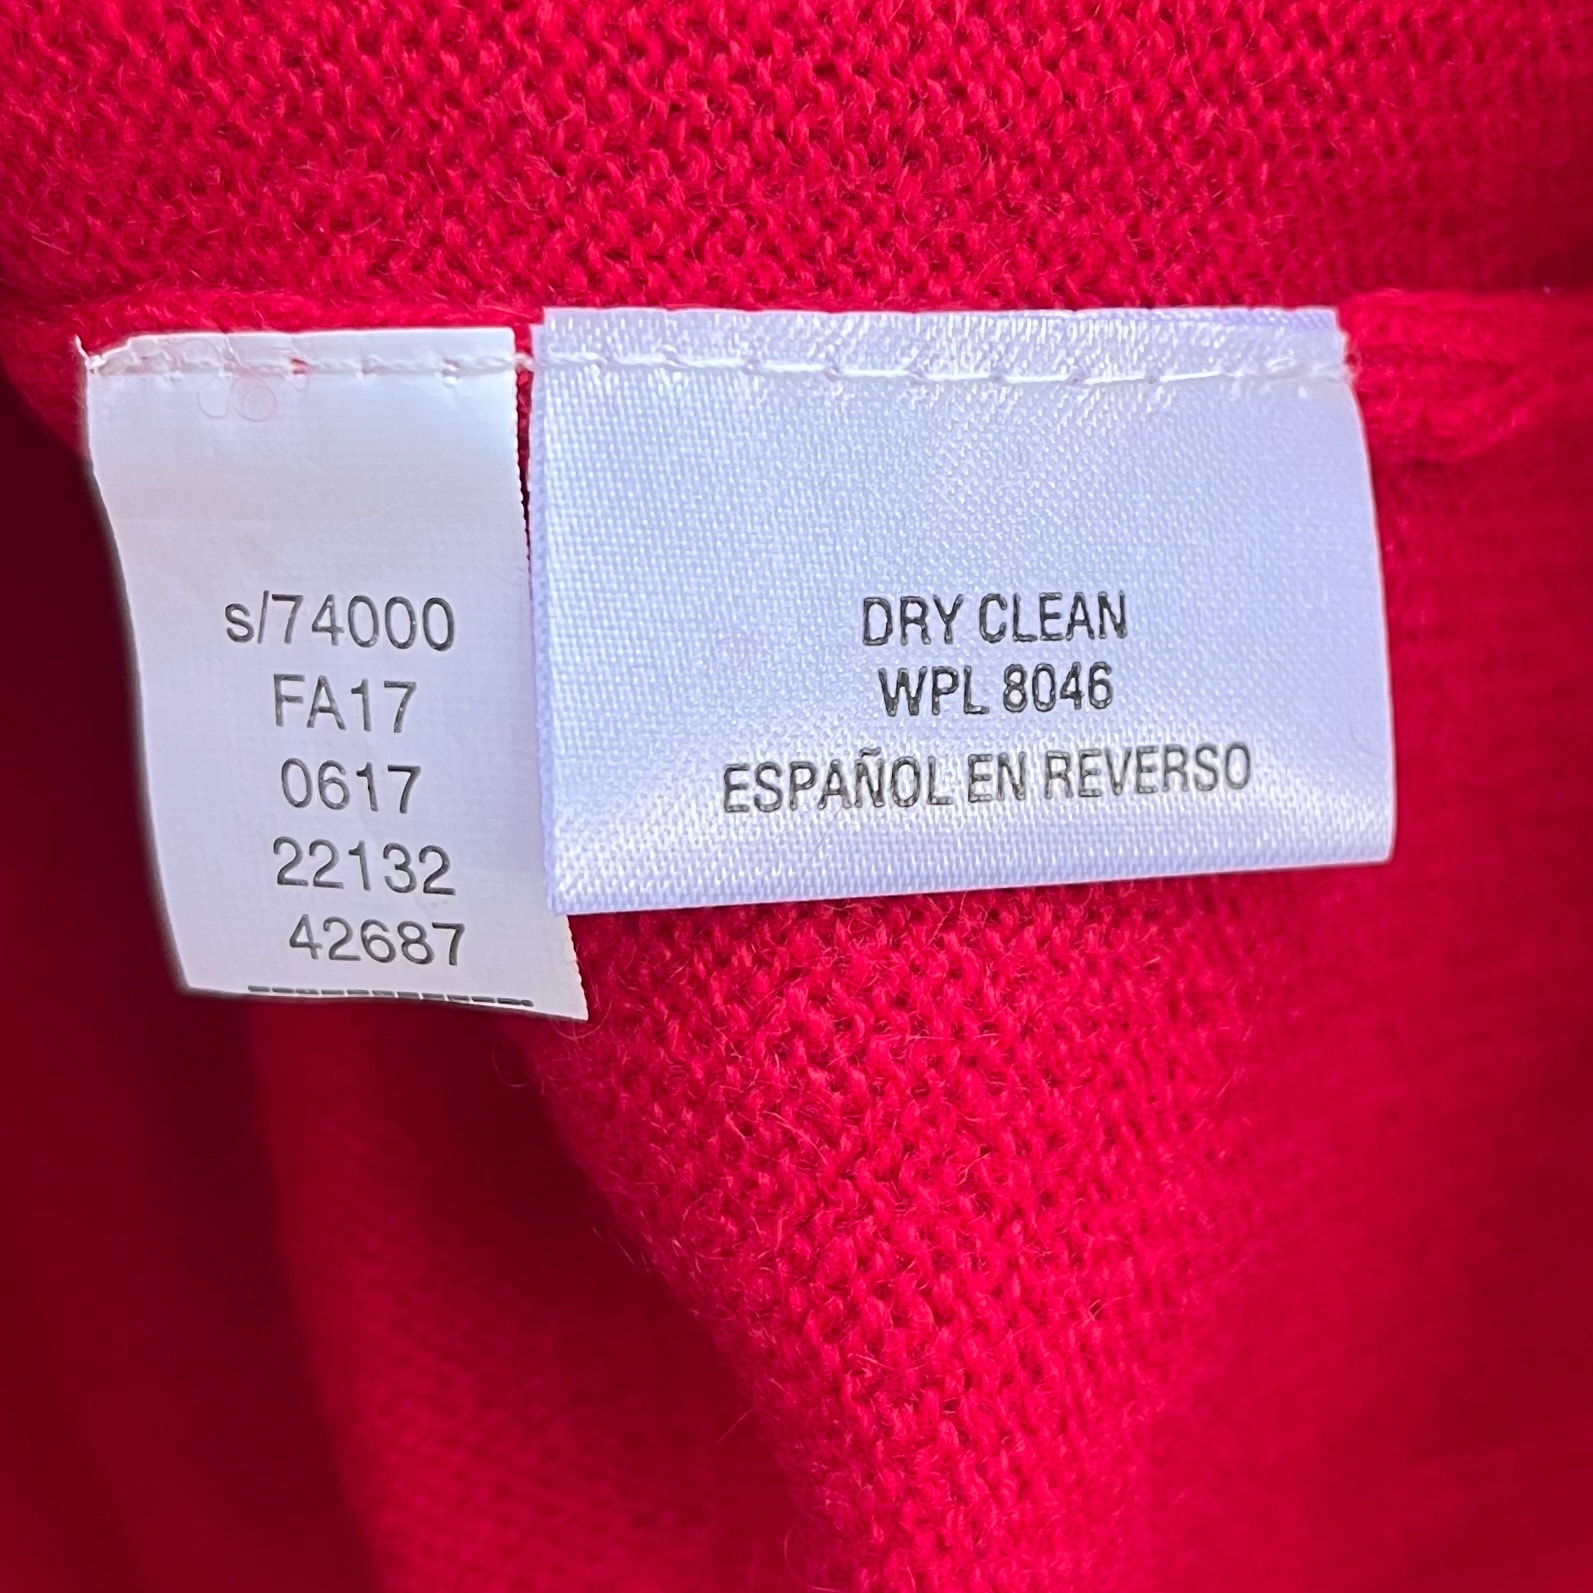 s/74000
FA17
0617
22132
42687
DRY CLEAN
WPL 8046
ESPAÑOL EN REVERSO